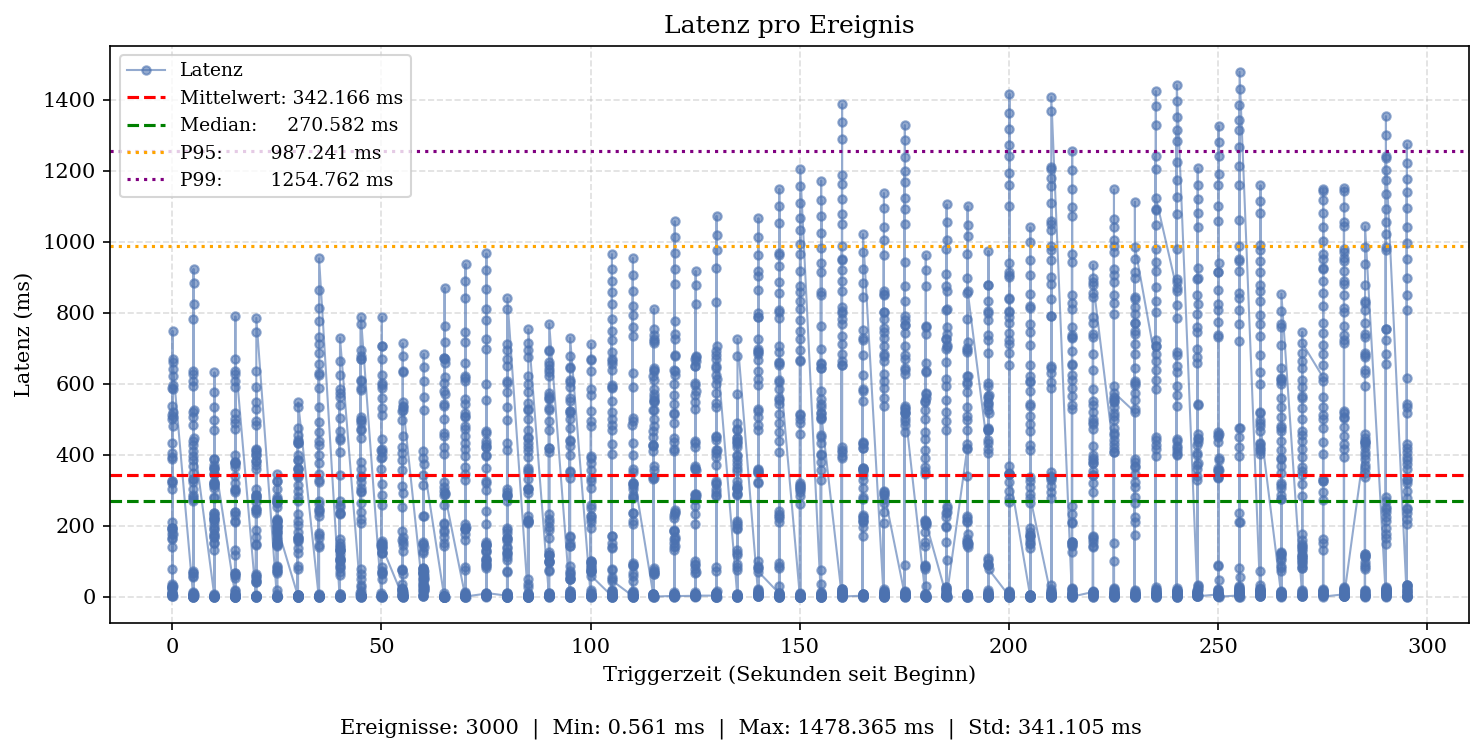 Latenz pro Ereignis
Latenz
Mittelwert: 342.166 ms
Median: 270.582 ms
P95: 987.241 ms
P99: 1254.762 ms
Latenz (ms)
1400
1200
1000
800
600
400
200
0
0 50 100 150 200 250 300
Triggerzeit (Sekunden seit Beginn)
Ereignisse: 3000 | Min: 0.561 ms | Max: 1478.365 ms | Std: 341.105 ms